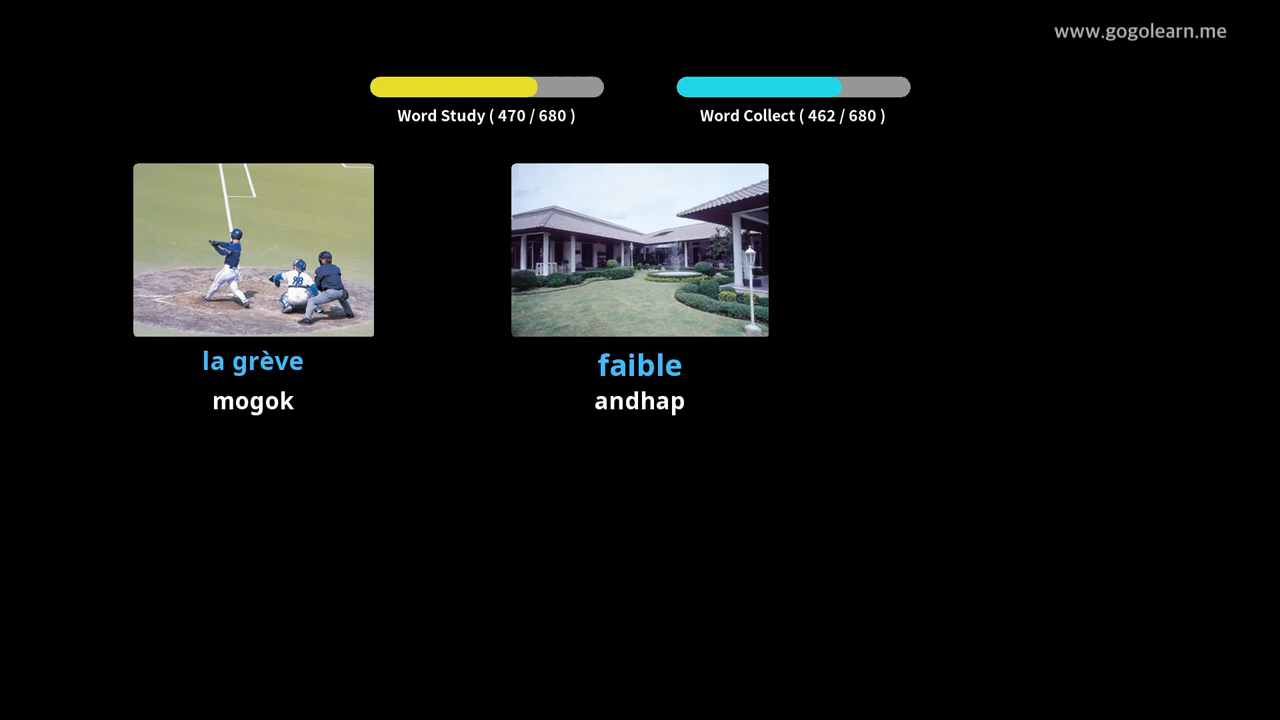 www.gogolearn.me
Word Study ( 470 / 680 )
Word Collect ( 462 / 680 )
la grève
mogok
faible
andhap